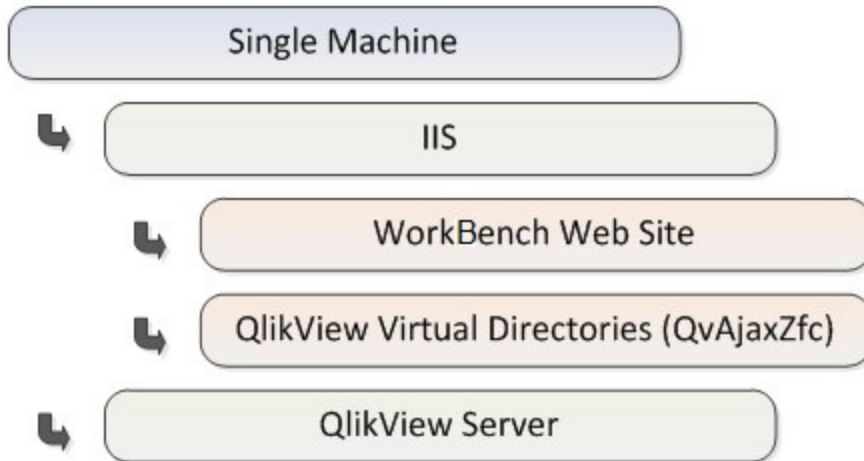 Single Machine
IIS
WorkBench Web Site
QlikView Virtual Directories (QvAjaxZfc)
QlikView Server